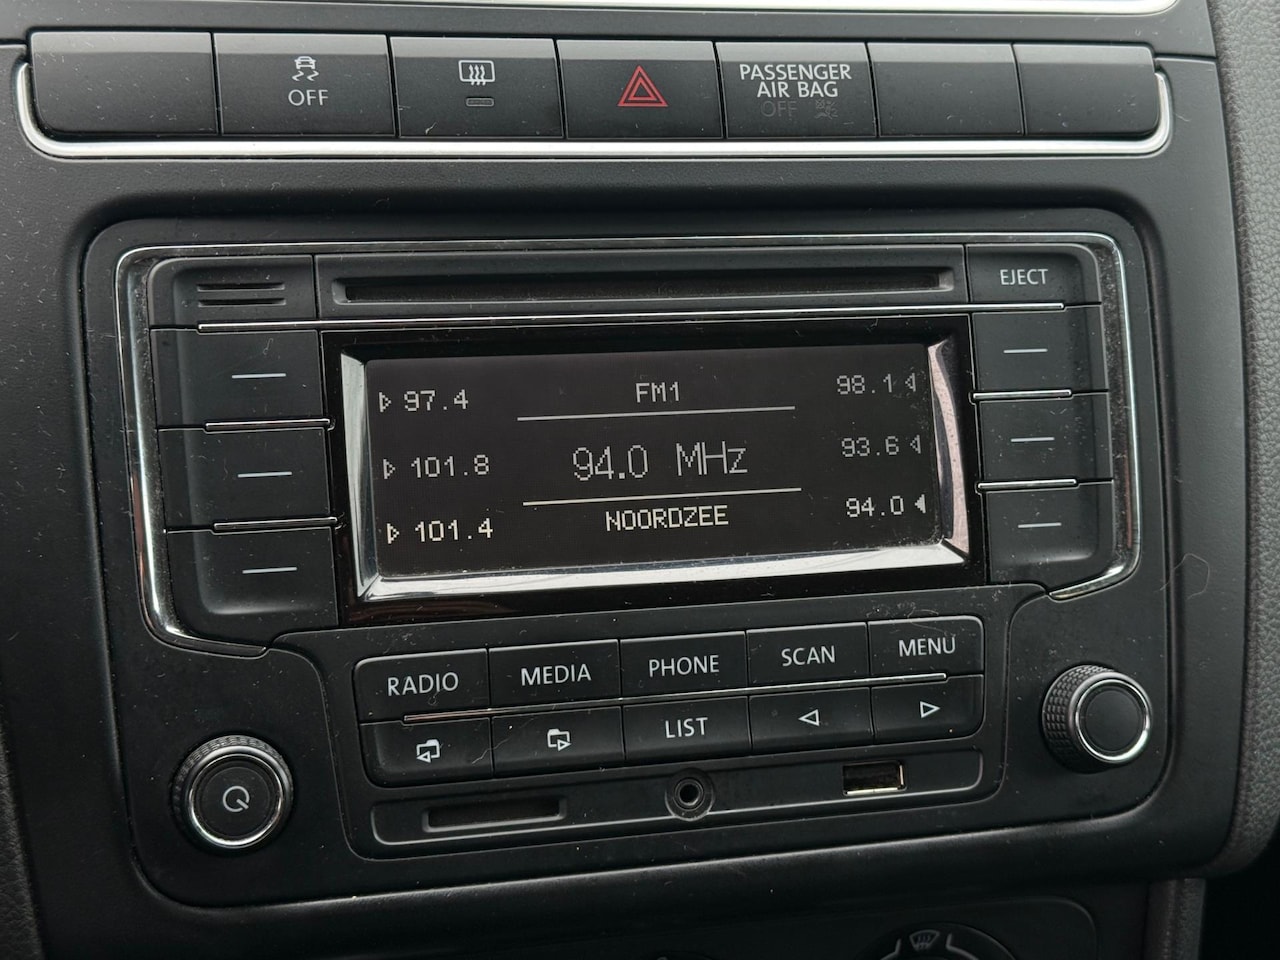 OFF
PASSENGER
AIR BAG
OFF
EJECT
97.4 FM1 98.1
101.8 94.0 MHz 93.6
101.4 NOORDZEE 94.0
RADIO MEDIA PHONE SCAN MENU
LIST